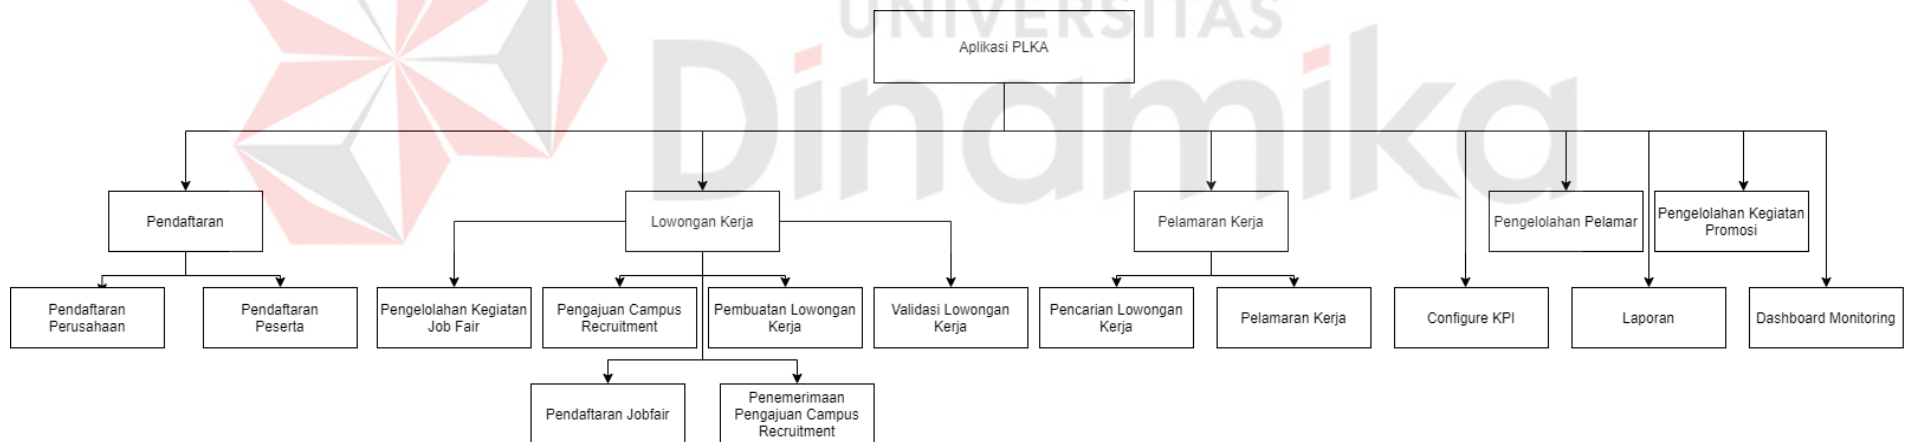 UNIVERSITAS
Dinamika
Aplikasi PLKA
Pendaftaran
Lowongan Kerja
Pelamaran Kerja
Pengelolahan Pelamar
Pengelolahan Kegiatan
Promosi
Pendaftaran
Perusahaan
Pendaftaran
Peserta
Pengelolahan Kegiatan
Job Fair
Pengajuan Campus
Recruitment
Pembuatan Lowongan
Kerja
Validasi Lowongan
Kerja
Pencarian Lowongan
Kerja
Pelamaran Kerja
Configure KPI
Laporan
Dashboard Monitoring
Pendaftaran Jobfair
Penemerimaan
Pengajuan Campus
Recruitment